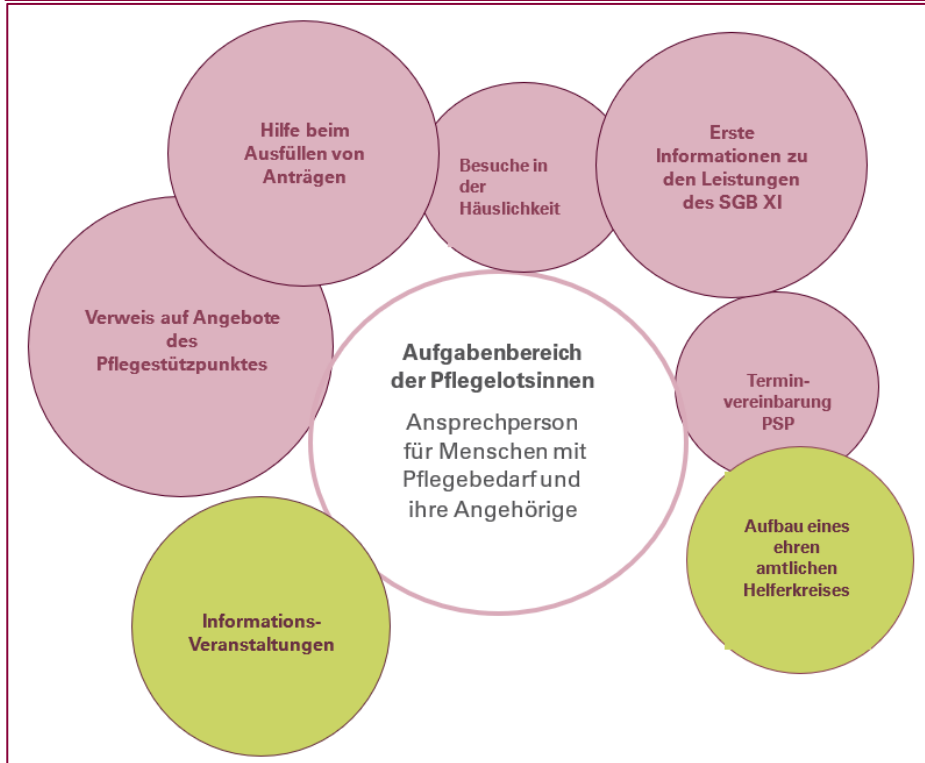 Hilfe beim
Ausfüllen von
Anträgen
Besuche in
der
Häuslichkeit
Erste
Informationen zu
den Leistungen
des SGB XI
Verweis auf Angebote
des
Pflegestützpunktes
Aufgabenbereich
der Pflegelotsinnen
Ansprechperson
für Menschen mit
Pflegebedarf und
ihre Angehörige
Termin-
vereinbarung
PSP
Aufbau eines
ehren
amtlichen
Helferkreises
Informations-
Veranstaltungen